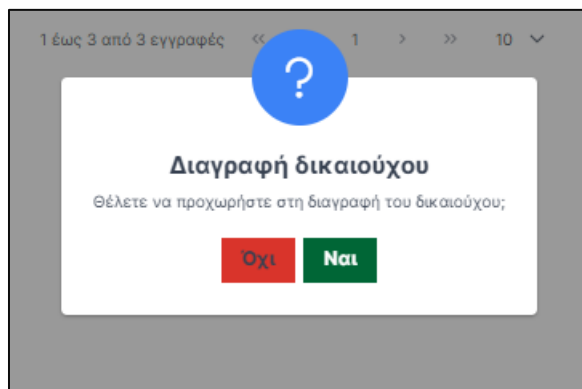 1 έως 3 από 3 εγγραφές « 1 > » 10
?
Διαγραφή δικαιούχου
Θέλετε να προχωρήστε στη διαγραφή του δικαιούχου;
Όχι Ναι